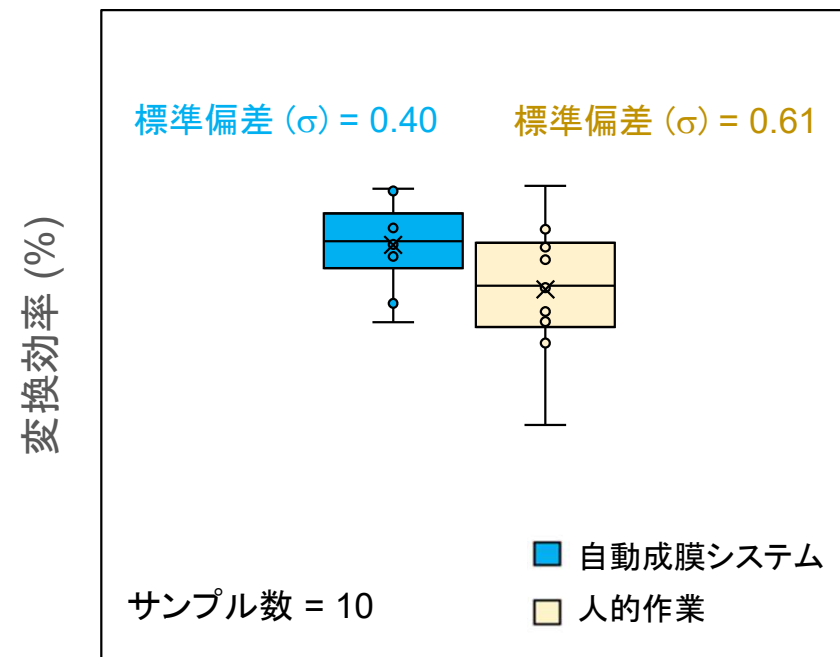 標準偏差 (σ) = 0.40
標準偏差 (σ) = 0.61
変換効率 (%)
自動成膜システム
人的作業
サンプル数 = 10